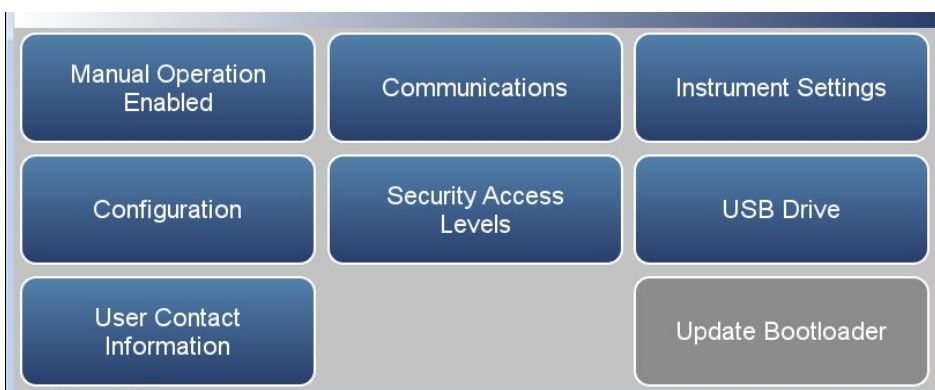 Manual Operation
Enabled
Communications
Instrument Settings
Configuration
Security Access
Levels
USB Drive
User Contact
Information
Update Bootloader